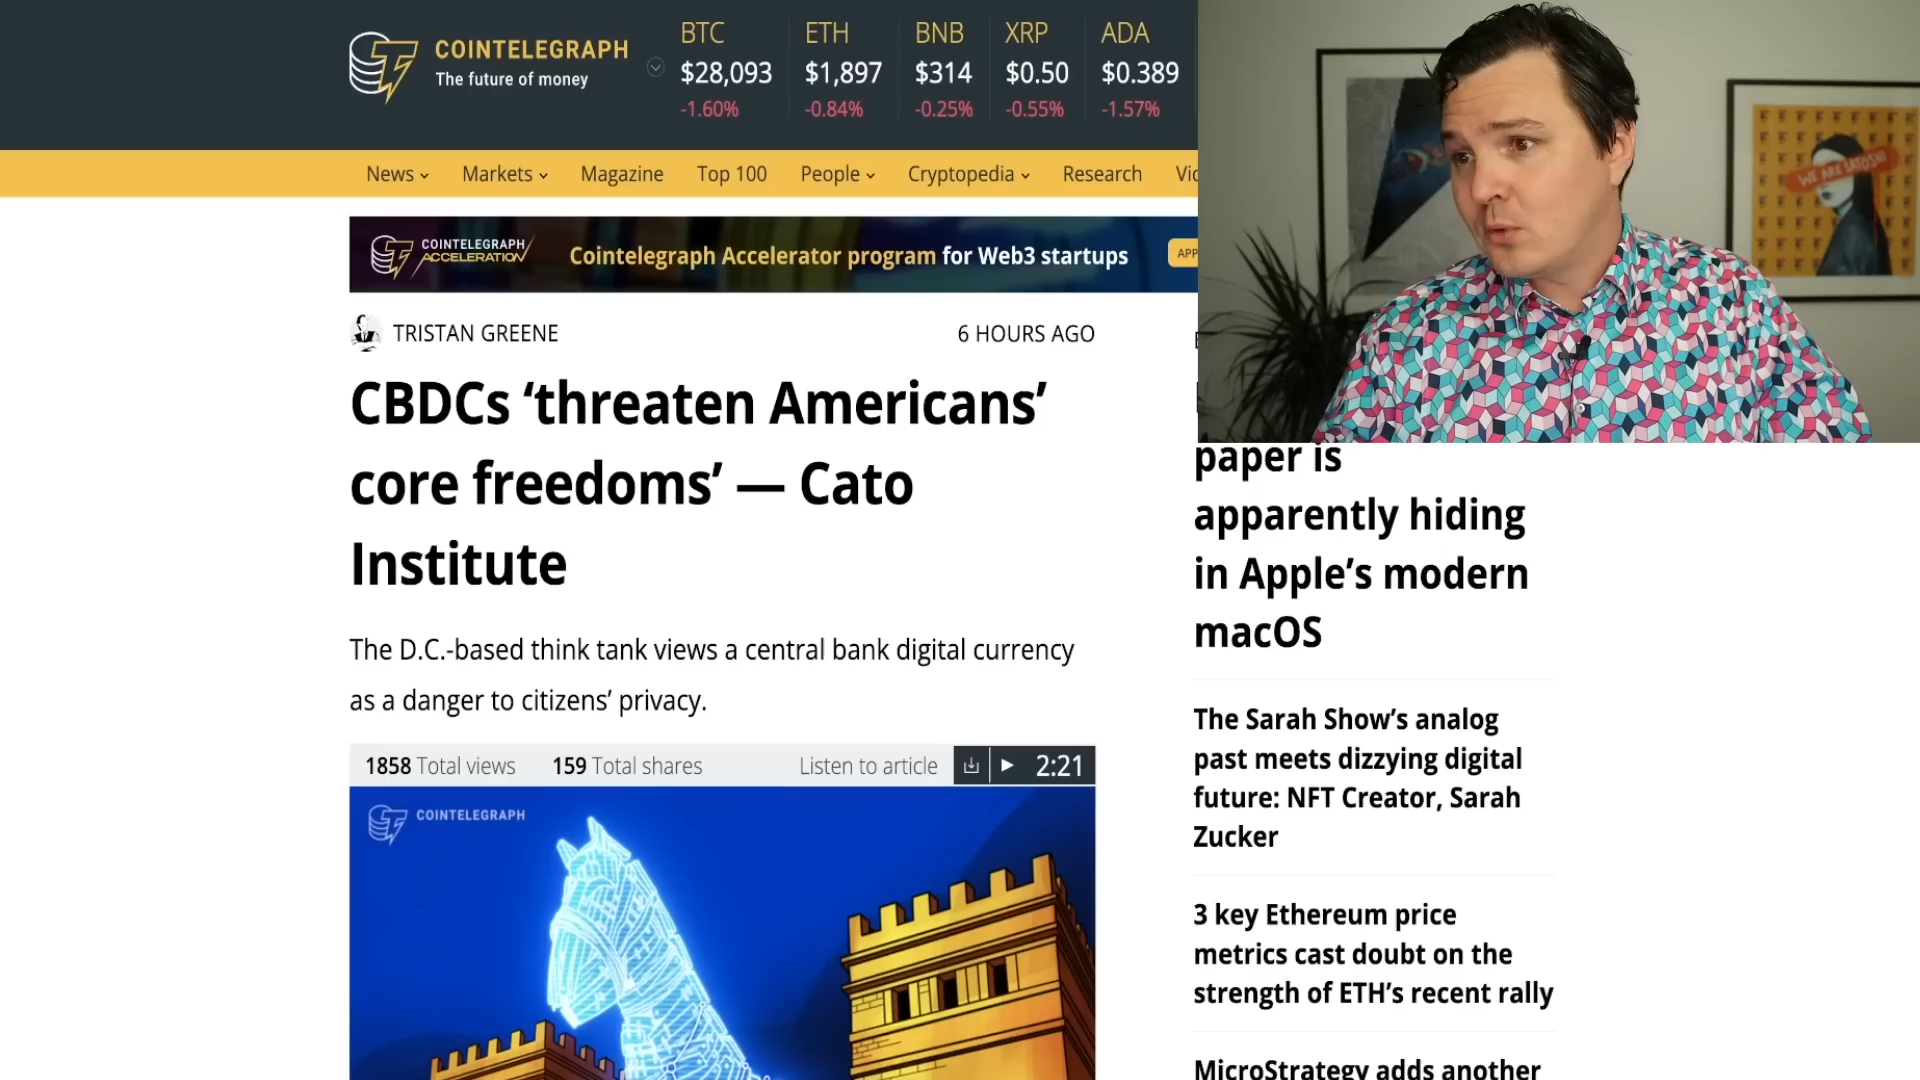 COINTELEGRAPH
The future of money
BTC
$28,093
-1.60%
ETH
$1,897
-0.84%
BNB
$314
-0.25%
XRP
$0.50
-0.55%
ADA
$0.389
-1.57%
News
Markets
Magazine
Top 100
People
Cryptopedia
Research
COINTELEGRAPH
ACCELERATION
Cointelegraph Accelerator program for Web3 startups
TRISTAN GREENE
6 HOURS AGO
CBDCs ‘threaten Americans’
core freedoms’ — Cato
Institute
The D.C.-based think tank views a central bank digital currency
as a danger to citizens’ privacy.
1858 Total views
159 Total shares
Listen to article
2:21
COINTELEGRAPH
WE ARE SATOSHI
paper is
apparently hiding
in Apple’s modern
macOS
The Sarah Show’s analog
past meets dizzying digital
future: NFT Creator, Sarah
Zucker
3 key Ethereum price
metrics cast doubt on the
strength of ETH’s recent rally
MicroStrategy adds another